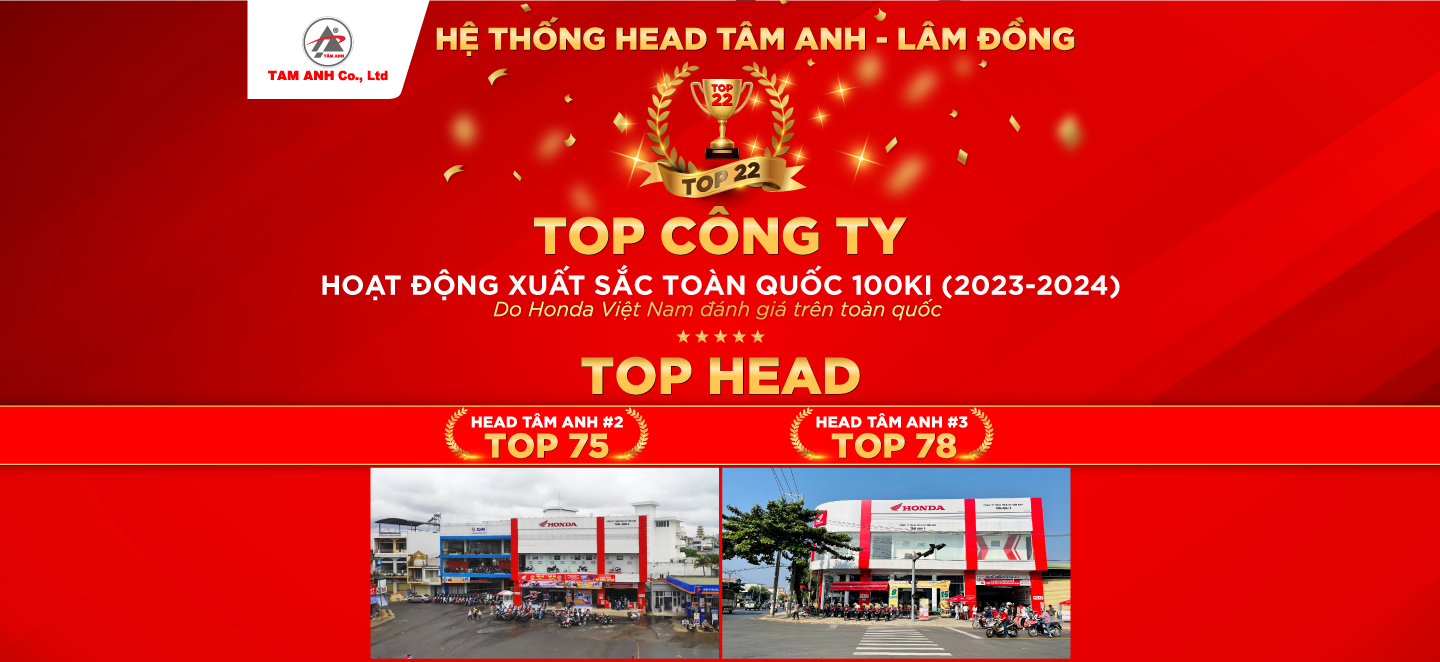 TÂM ANH
TAM ANH Co., Ltd
HỆ THỐNG HEAD TÂM ANH - LÂM ĐỒNG
TOP
22
TOP 22
TOP CÔNG TY
HOẠT ĐỘNG XUẤT SẮC TOÀN QUỐC 100KI (2023-2024)
Do Honda Việt Nam đánh giá trên toàn quốc
TOP HEAD
HEAD TÂM ANH #2
TOP 75
HEAD TÂM ANH #3
TOP 78
HONDA
HONDA